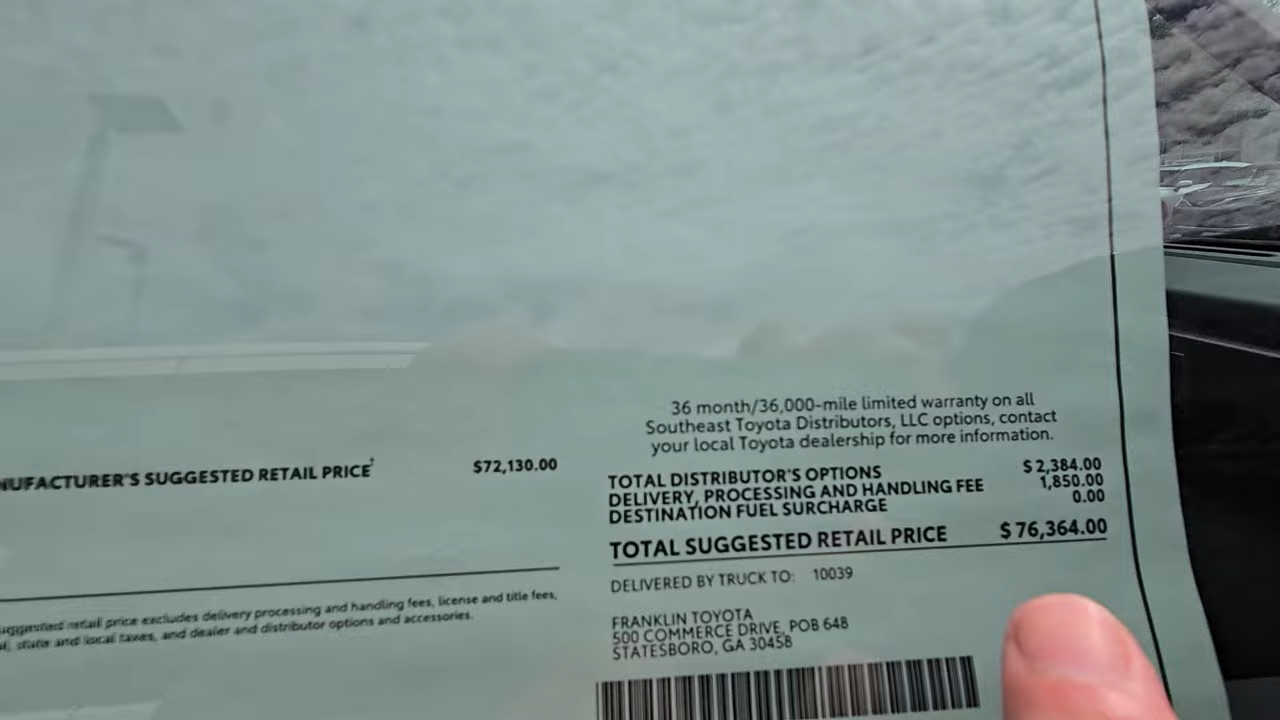 36 month/36,000-mile limited warranty on all
Southeast Toyota Distributors, LLC options, contact
your local Toyota dealership for more information.
NUFACTURER'S SUGGESTED RETAIL PRICE† $72,130.00
TOTAL DISTRIBUTOR'S OPTIONS $ 2,384.00
DELIVERY, PROCESSING AND HANDLING FEE 1,850.00
DESTINATION FUEL SURCHARGE 0.00
TOTAL SUGGESTED RETAIL PRICE $ 76,364.00
DELIVERED BY TRUCK TO: 10039
uggested retail price excludes delivery processing and handling fees, license and title fees,
state and local taxes, and dealer and distributor options and accessories.
FRANKLIN TOYOTA
500 COMMERCE DRIVE, POB 648
STATESBORO, GA 30458